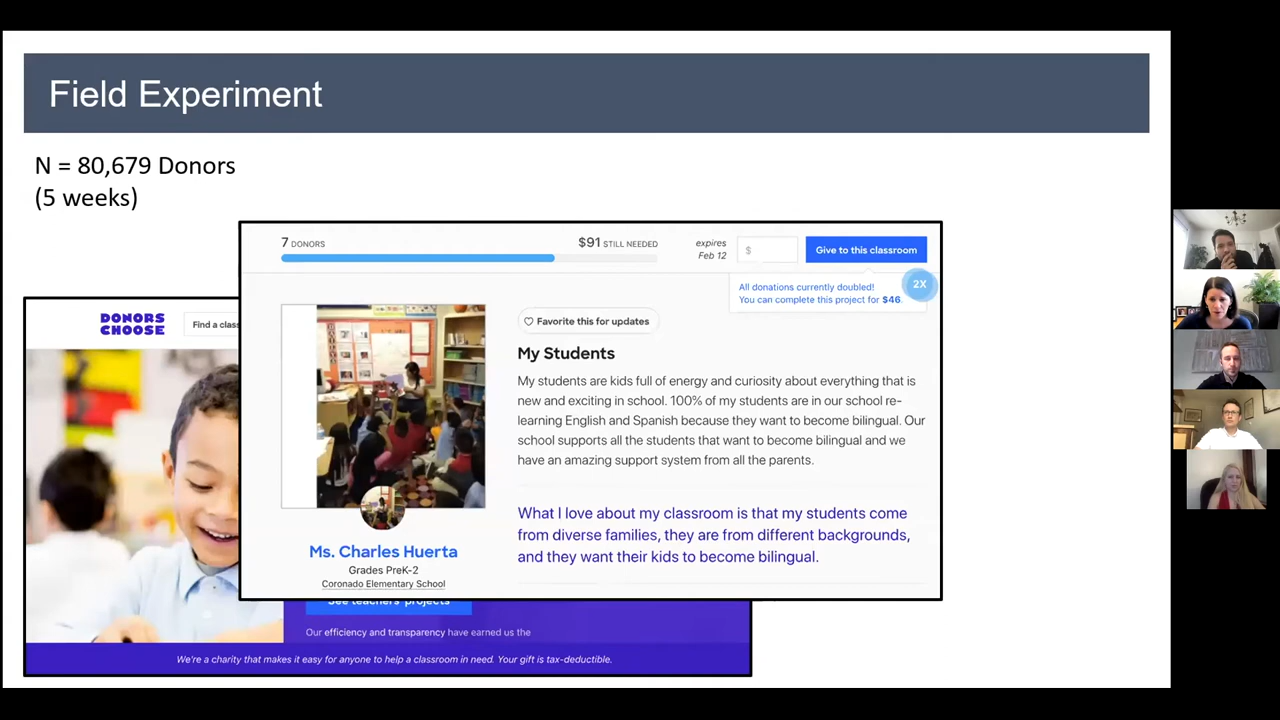 Field Experiment
N = 80,679 Donors
(5 weeks)
7 DONORS
$91 STILL NEEDED
expires
Feb 12
$
Give to this classroom
All donations currently doubled!
You can complete this project for $46.
2X
Favorite this for updates
My Students
My students are kids full of energy and curiosity about everything that is
new and exciting in school. 100% of my students are in our school re-
learning English and Spanish because they want to become bilingual. Our
school supports all the students that want to become bilingual and we
have an amazing support system from all the parents.
What I love about my classroom is that my students come
from diverse families, they are from different backgrounds,
and they want their kids to become bilingual.
Ms. Charles Huerta
Grades PreK-2
Coronado Elementary School
DONORS
CHOOSE
Find a class
See teachers' projects
Our efficiency and transparency have earned us the
We're a charity that makes it easy for anyone to help a classroom in need. Your gift is tax-deductible.